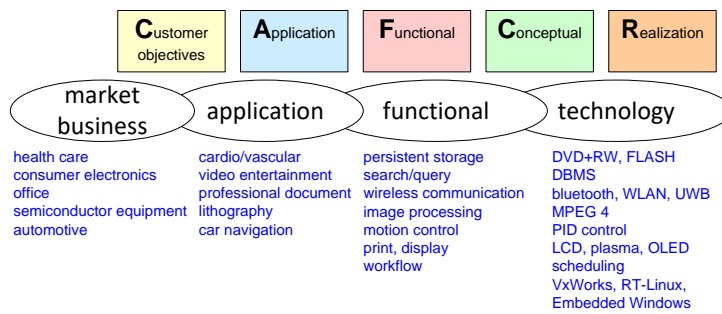 Customer objectives
Application
Functional
Conceptual
Realization
market business
application
functional
technology
health care
consumer electronics
office
semiconductor equipment
automotive
cardio/vascular
video entertainment
professional document
lithography
car navigation
persistent storage
search/query
wireless communication
image processing
motion control
print, display
workflow
DVD+RW, FLASH
DBMS
bluetooth, WLAN, UWB
MPEG 4
PID control
LCD, plasma, OLED
scheduling
VxWorks, RT-Linux,
Embedded Windows